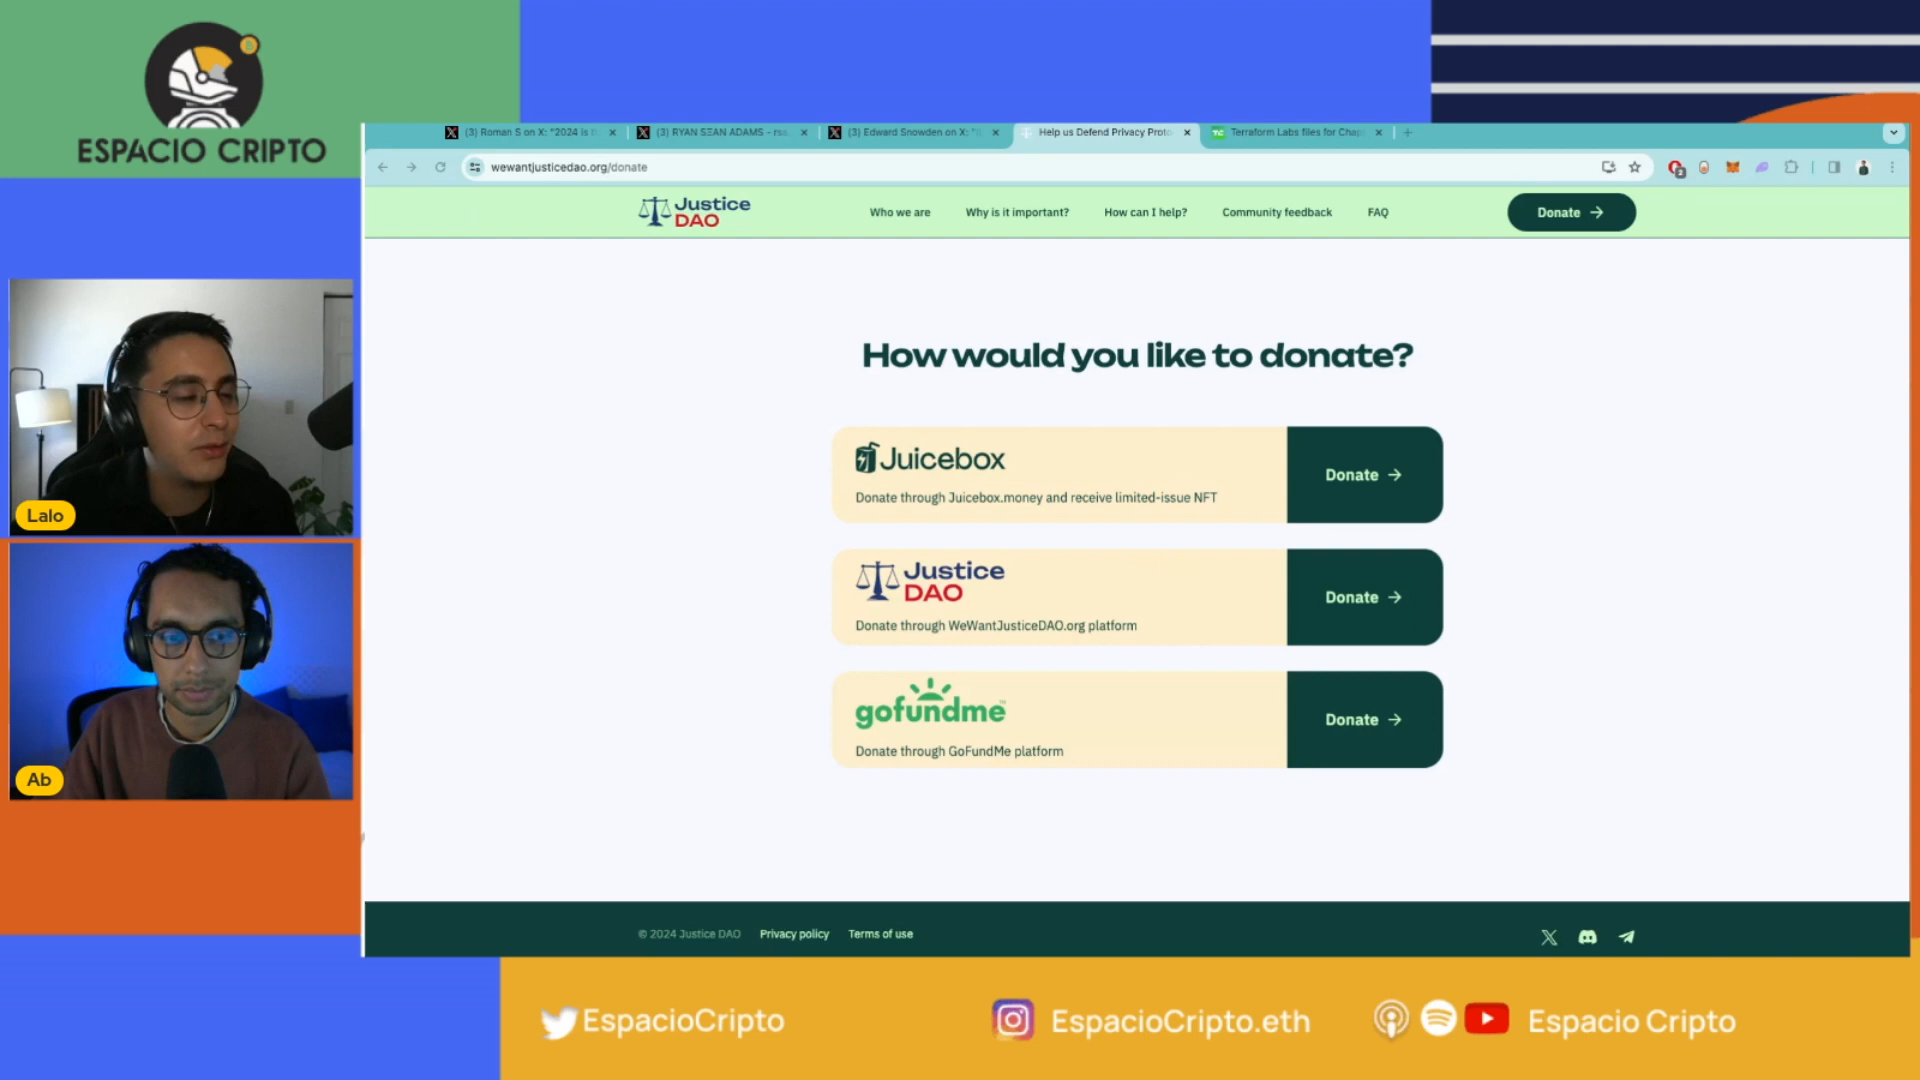 ESPACIO CRIPTO
(3) Roman S on X: "2024 is t
(3) RYAN SΞAN ADAMS - rsa.
(3) Edward Snowden on X: "I
Help us Defend Privacy Proto
Terraform Labs files for Chap
wewantjusticedao.org/donate
Justice
DAO
Who we are
Why is it important?
How can I help?
Community feedback
FAQ
Donate →
How would you like to donate?
Juicebox
Donate through Juicebox.money and receive limited-issue NFT
Donate →
Justice
DAO
Donate through WeWantJusticeDAO.org platform
Donate →
gofundme
Donate through GoFundMe platform
Donate →
Lalo
Ab
© 2024 Justice DAO
Privacy policy
Terms of use
EspacioCripto
EspacioCripto.eth
Espacio Cripto